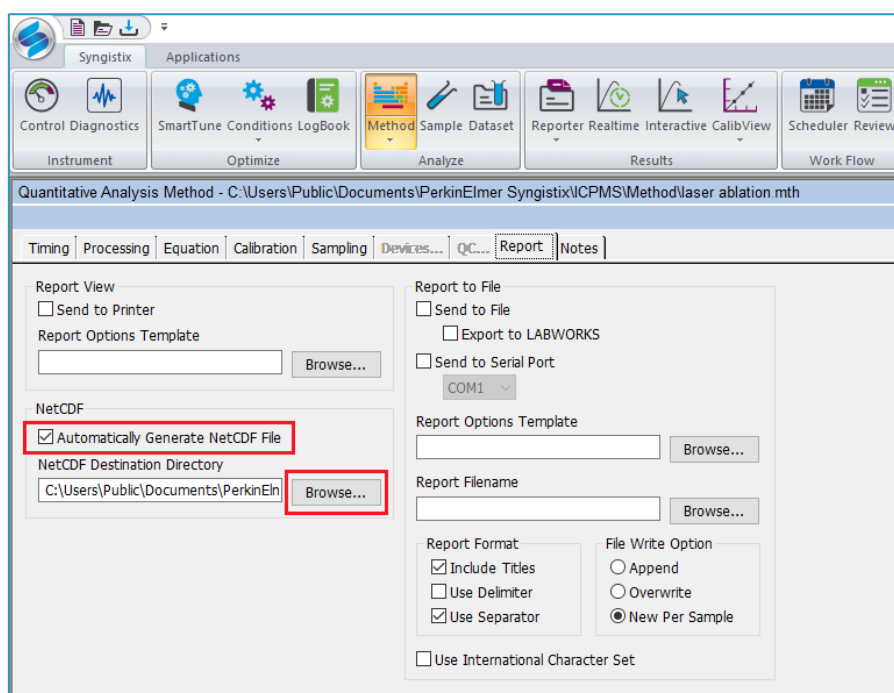 Syngistix Applications
Control Diagnostics SmartTune Conditions LogBook Method Sample Dataset Reporter Realtime Interactive CalibView Scheduler Review
Instrument Optimize Analyze Results Work Flow
Quantitative Analysis Method - C:\Users\Public\Documents\PerkinElmer Syngistix\ICPMS\Method\laser ablation.mth
Timing Processing Equation Calibration Sampling Devices... QC... Report Notes
Report View
Send to Printer
Report Options Template
Browse...
NetCDF
Automatically Generate NetCDF File
NetCDF Destination Directory
C:\Users\Public\Documents\PerkinEln Browse...
Report to File
Send to File
Export to LABWORKS
Send to Serial Port
COM1
Report Options Template
Browse...
Report Filename
Browse...
Report Format
Include Titles
Use Delimiter
Use Separator
File Write Option
Append
Overwrite
New Per Sample
Use International Character Set